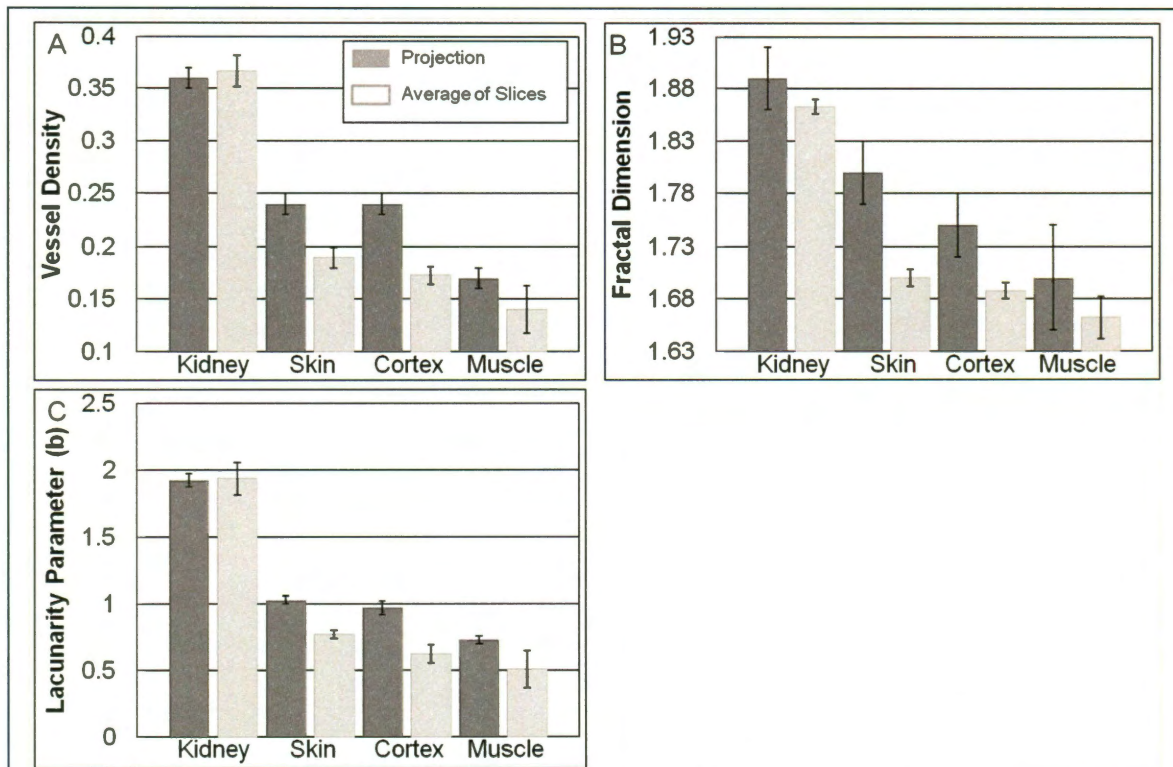 A
Vessel Density
0.4
0.35
0.3
0.25
0.2
0.15
0.1
Projection
Average of Slices
Kidney Skin Cortex Muscle
B
Fractal Dimension
1.93
1.88
1.83
1.78
1.73
1.68
1.63
Kidney Skin Cortex Muscle
C
Lacunarity Parameter (b)
2.5
2
1.5
1
0.5
0
Kidney Skin Cortex Muscle